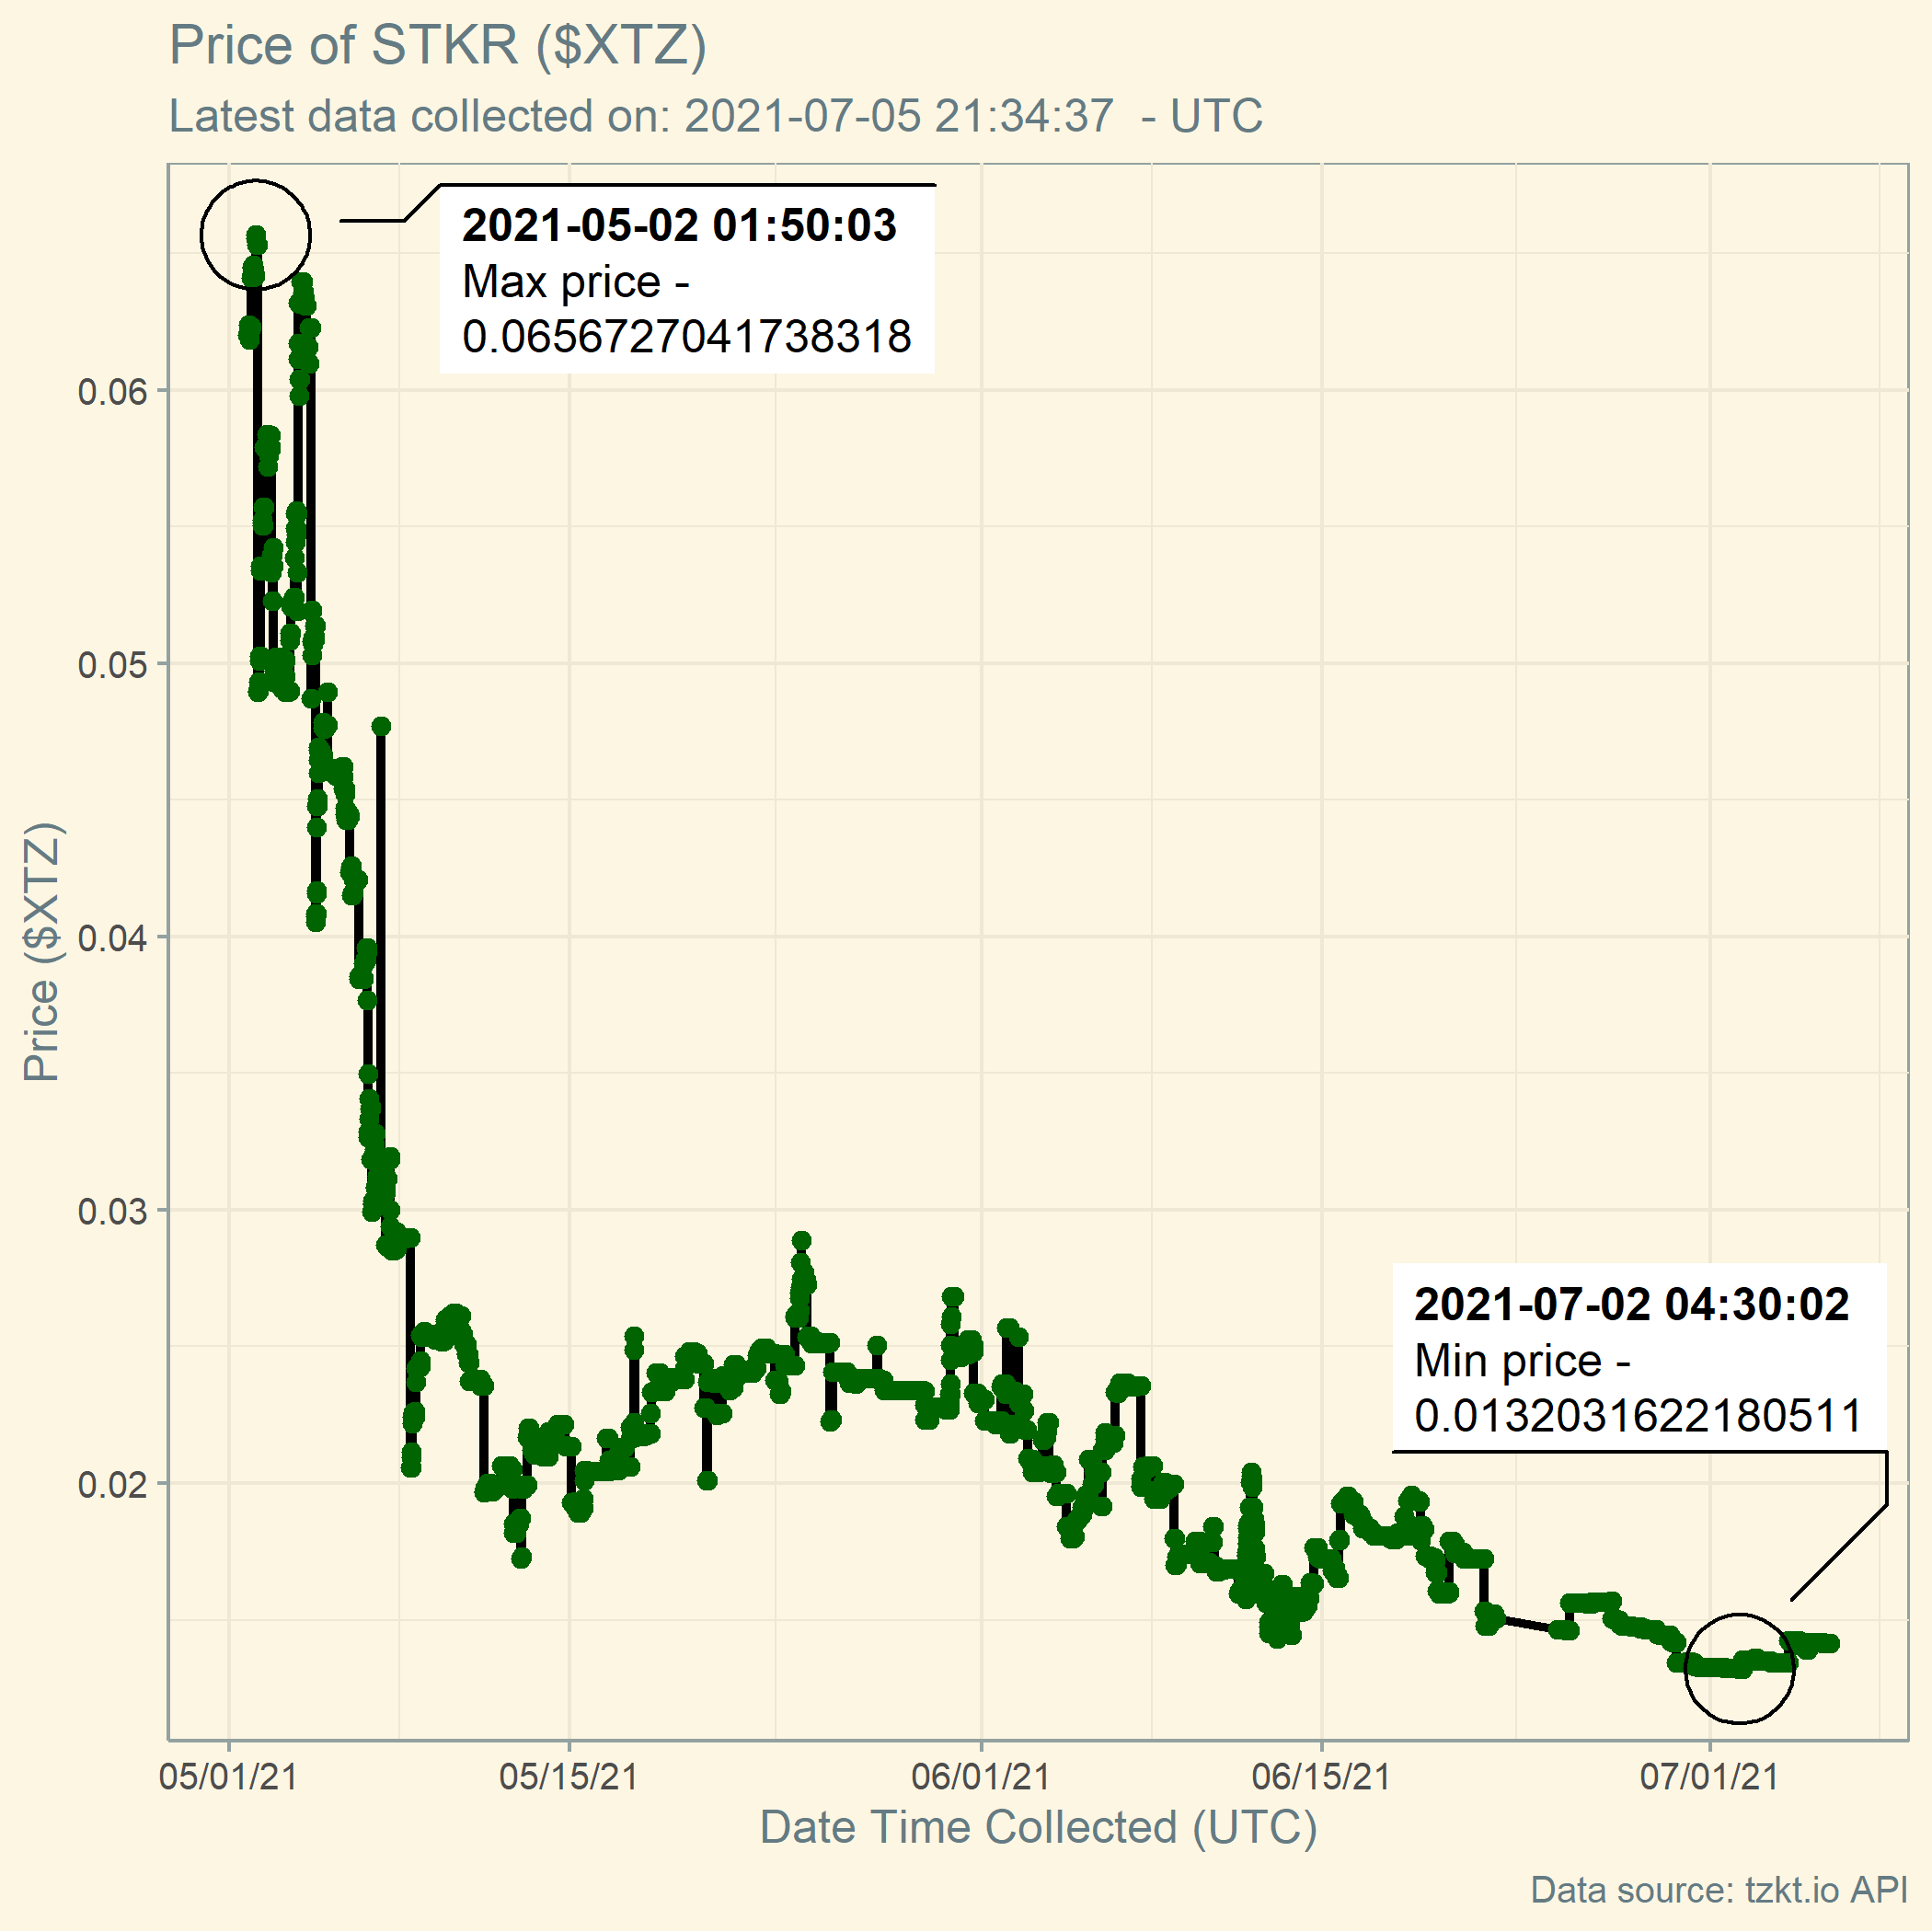 Price of STKR ($XTZ)
Latest data collected on: 2021-07-05 21:34:37  - UTC
2021-05-02 01:50:03
Max price -
0.0656727041738318
0.06
0.05
0.04
0.03
0.02
Price ($XTZ)
2021-07-02 04:30:02
Min price -
0.0132031622180511
05/01/21
05/15/21
06/01/21
06/15/21
07/01/21
Date Time Collected (UTC)
Data source: tzkt.io API